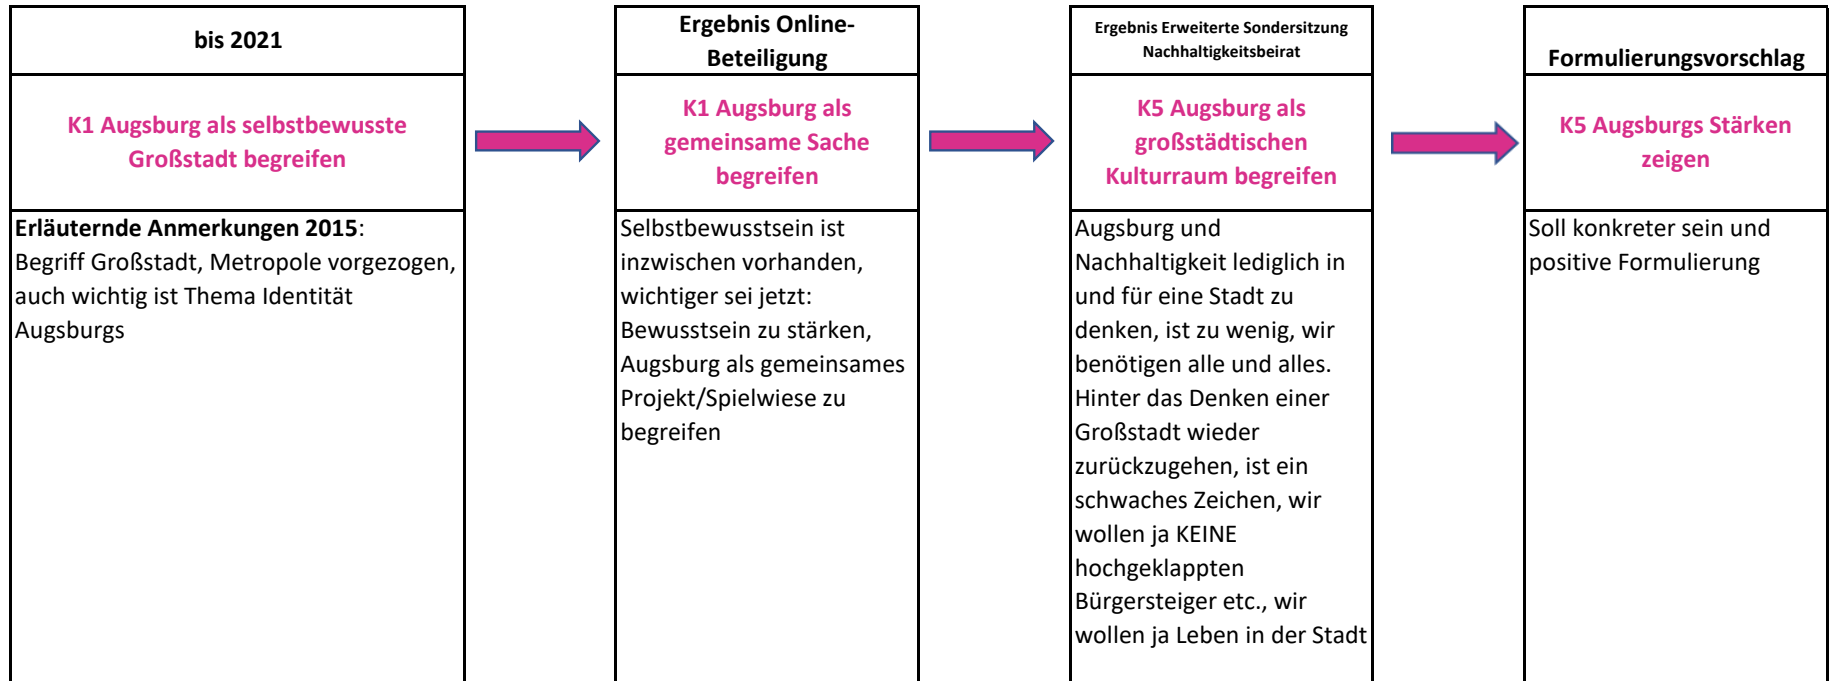 bis 2021
K1 Augsburg als selbstbewusste
Großstadt begreifen
Erläuternde Anmerkungen 2015:
Begriff Großstadt, Metropole vorgezogen,
auch wichtig ist Thema Identität
Augsburgs
Ergebnis Online-
Beteiligung
K1 Augsburg als
gemeinsame Sache
begreifen
Selbstbewusstsein ist
inzwischen vorhanden,
wichtiger sei jetzt:
Bewusstsein zu stärken,
Augsburg als gemeinsames
Projekt/Spielwiese zu
begreifen
Ergebnis Erweiterte Sondersitzung
Nachhaltigkeitsbeirat
K5 Augsburg als
großstädtischen
Kulturraum begreifen
Augsburg und
Nachhaltigkeit lediglich in
und für eine Stadt zu
denken, ist zu wenig, wir
benötigen alle und alles.
Hinter das Denken einer
Großstadt wieder
zurückzugehen, ist ein
schwaches Zeichen, wir
wollen ja KEINE
hochgeklappten
Bürgersteiger etc., wir
wollen ja Leben in der Stadt
Formulierungsvorschlag
K5 Augsburgs Stärken
zeigen
Soll konkreter sein und
positive Formulierung